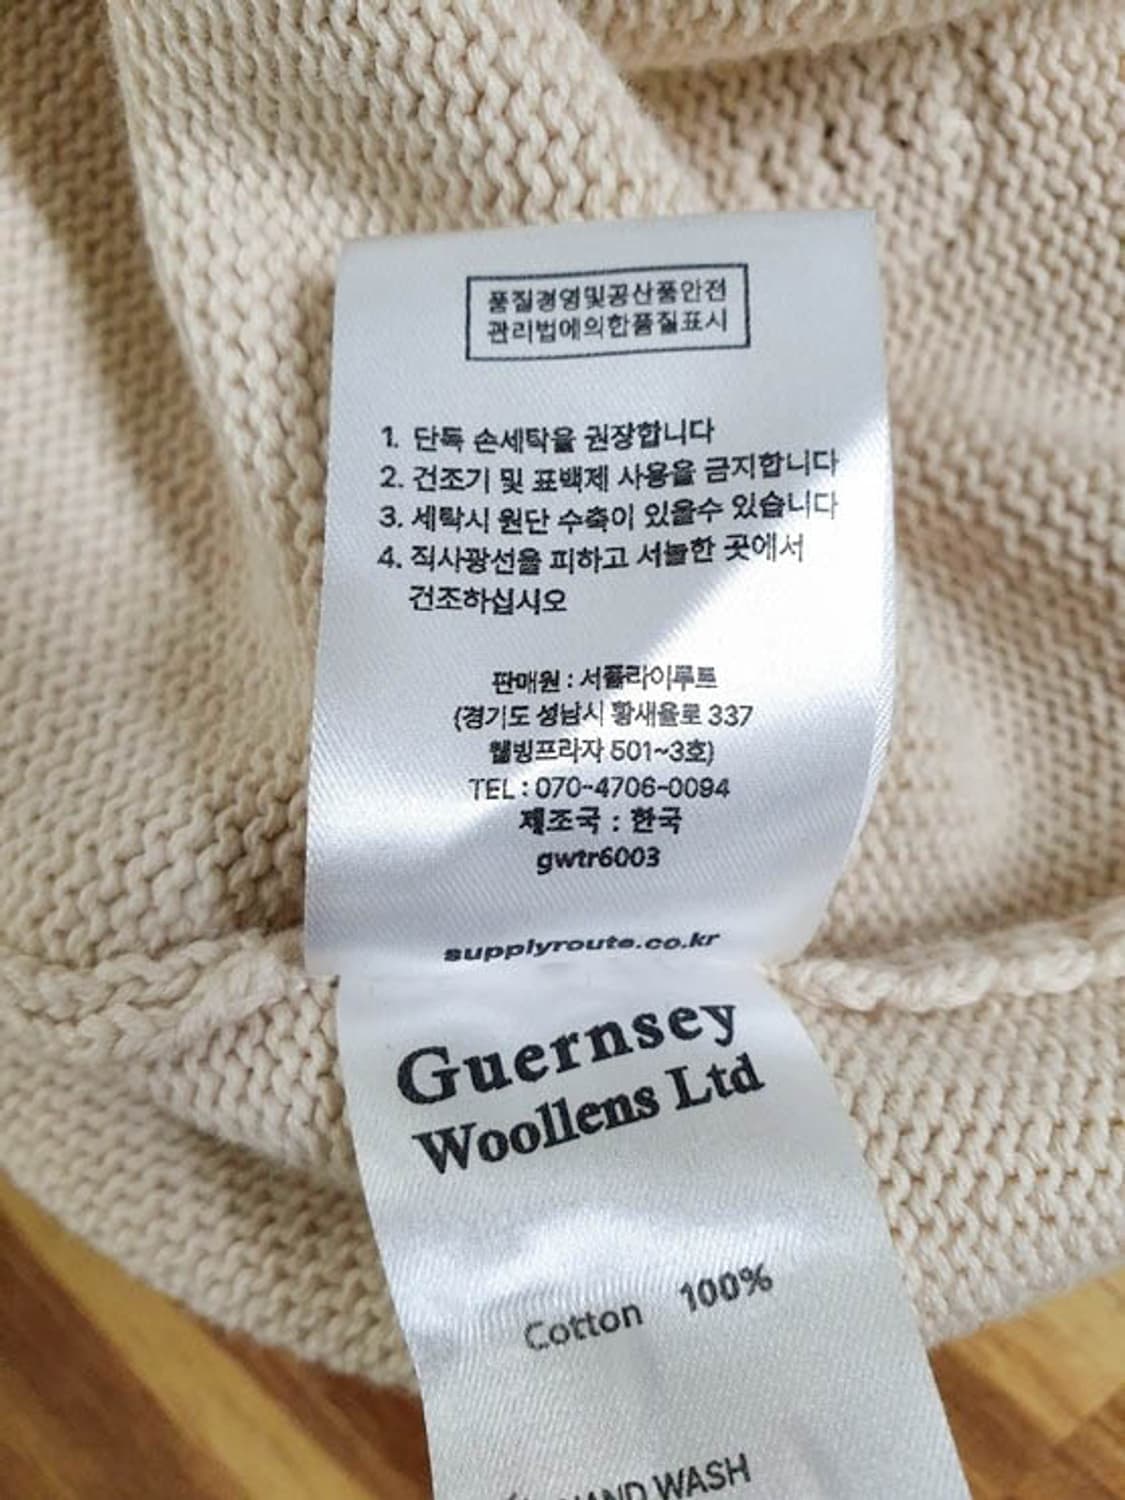 품질경영및공산품안전
관리법에의한품질표시
1. 단독 손세탁을 권장합니다
2. 건조기 및 표백제 사용을 금지합니다
3. 세탁시 원단 수축이 있을수 있습니다
4. 직사광선을 피하고 서늘한 곳에서
건조하십시오
판매원 : 서플라이루트
(경기도 성남시 황새울로 337
웰빙프라자 501~3호)
TEL : 070-4706-0094
제조국 : 한국
gwtr6003
supplyroute.co.kr
Guernsey
Woollens Ltd
Cotton 100%
HAND WASH